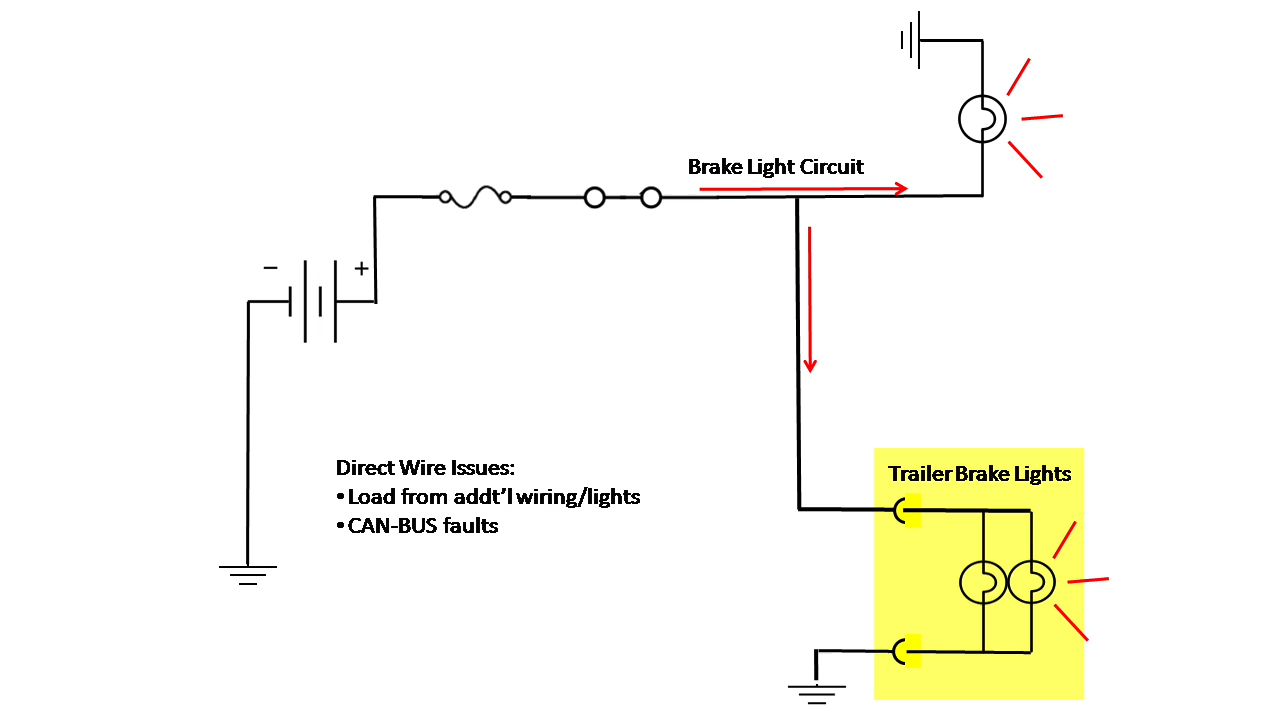 Brake Light Circuit
− +
Direct Wire Issues:
•Load from addt’l wiring/lights
•CAN-BUS faults
Trailer Brake Lights